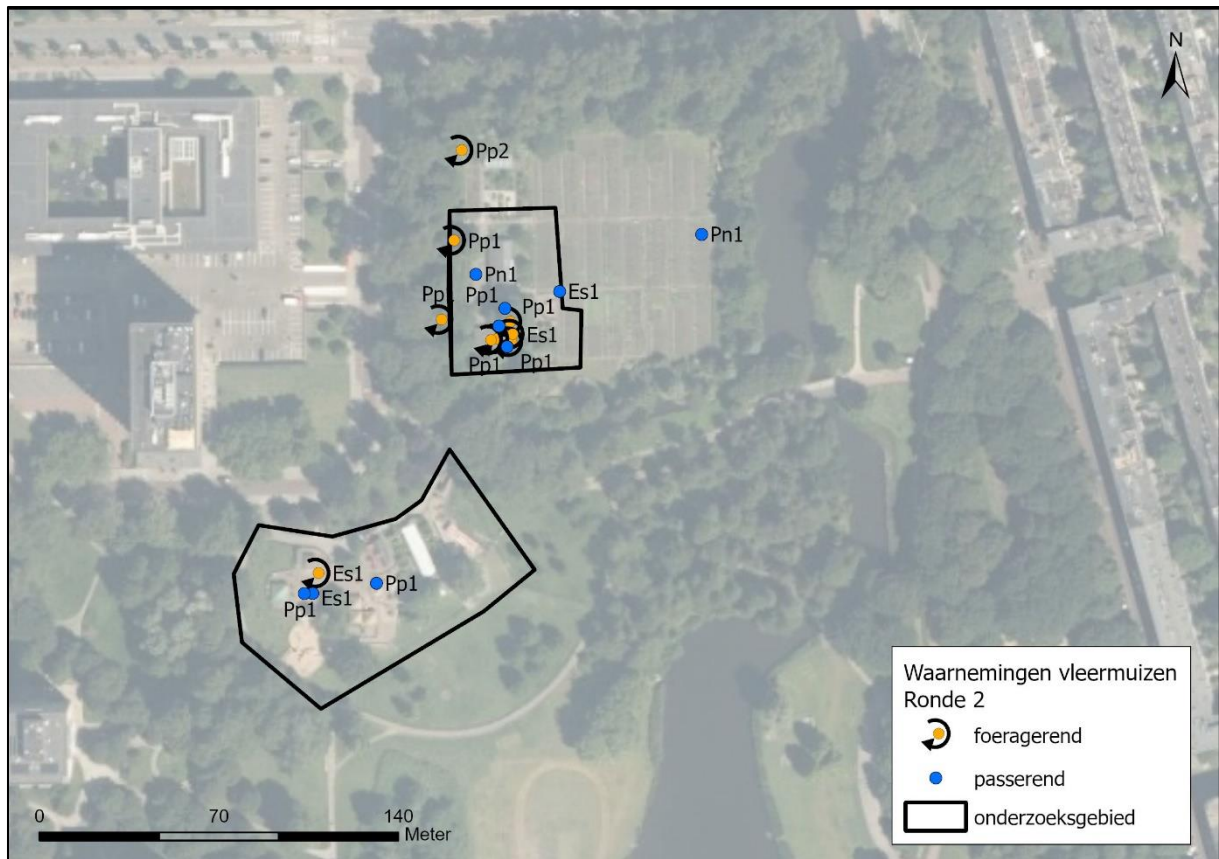 N
Pp2
Pp1
Pn1
Pn1
Es1
Pp1
Pp1
Pp
Es1
Pp1
Pp1
Es1
Pp1
Es1
Pp1
Waarnemingen vleermuizen
Ronde 2
foeragerend
passerend
onderzoeksgebied
0
70
140
Meter